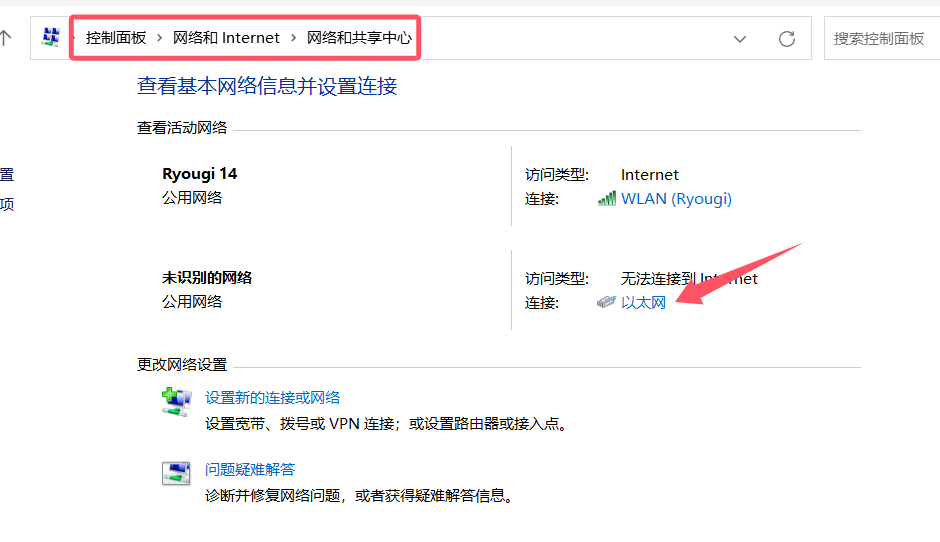 控制面板 › 网络和 Internet › 网络和共享中心
搜索控制面板
查看基本网络信息并设置连接
查看活动网络
置
项
Ryougi 14
公用网络
访问类型: Internet
连接: WLAN (Ryougi)
未识别的网络
公用网络
访问类型: 无法连接到 Internet
连接: 以太网
更改网络设置
设置新的连接或网络
设置宽带、拨号或 VPN 连接；或设置路由器或接入点。
问题疑难解答
诊断并修复网络问题，或者获得疑难解答信息。